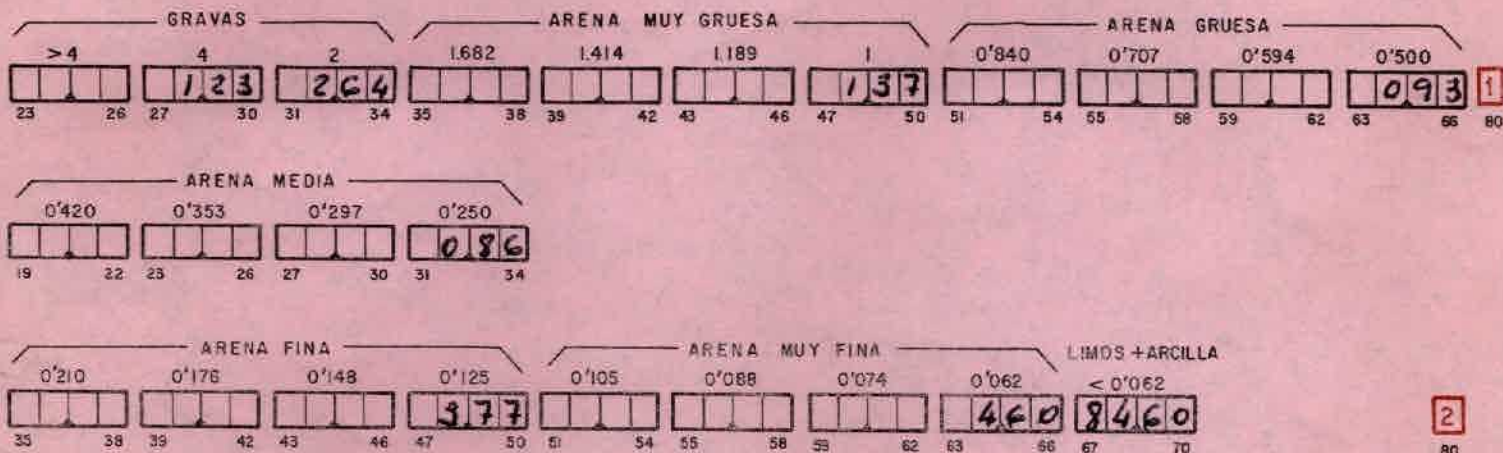 GRAVAS ARENA MUY GRUESA ARENA GRUESA
>4 4 2 1.682 1.414 1.189 1 0'840 0'707 0'594 0'500
123 264 137 093 1
23 26 27 30 31 34 35 38 39 42 43 46 47 50 51 54 55 58 59 62 63 66 80
ARENA MEDIA
0'420 0'353 0'297 0'250
086
19 22 23 26 27 30 31 34
ARENA FINA ARENA MUY FINA LIMOS +ARCILLA
0'210 0'176 0'148 0'125 0'105 0'088 0'074 0'062 < 0'062
377 460 8460 2
35 38 39 42 43 46 47 50 51 54 55 58 59 62 63 66 67 70 80